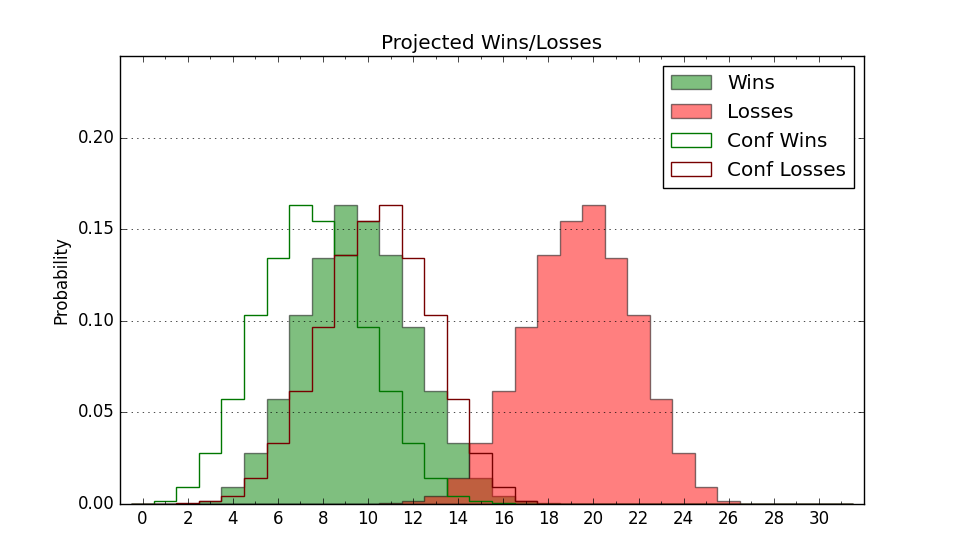 Projected Wins/Losses
Wins
Losses
Conf Wins
Conf Losses
Probability
0.20
0.15
0.10
0.05
0.00
0 2 4 6 8 10 12 14 16 18 20 22 24 26 28 30